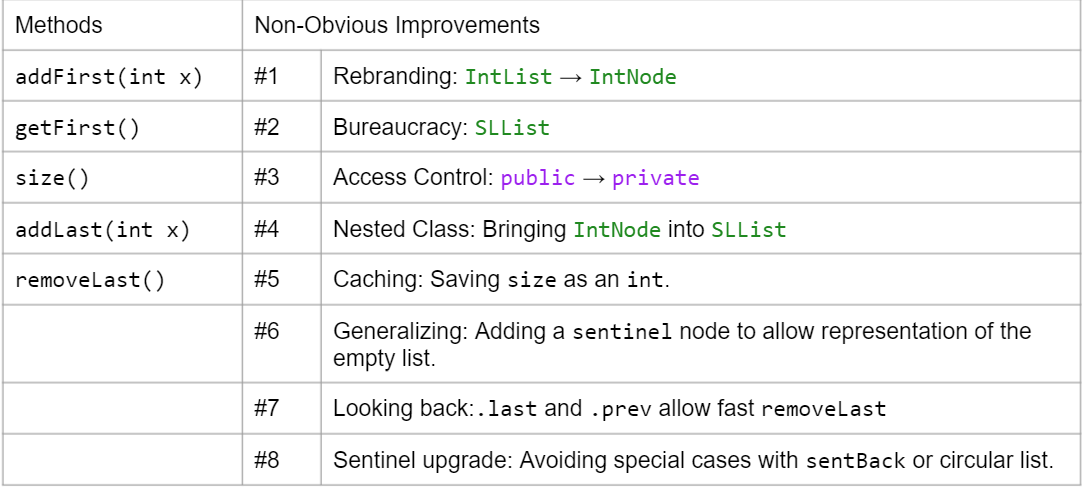 Methods Non-Obvious Improvements
addFirst(int x) #1 Rebranding: IntList → IntNode
getFirst() #2 Bureaucracy: SLList
size() #3 Access Control: public → private
addLast(int x) #4 Nested Class: Bringing IntNode into SLList
removeLast() #5 Caching: Saving size as an int.
#6 Generalizing: Adding a sentinel node to allow representation of the
empty list.
#7 Looking back:.last and .prev allow fast removeLast
#8 Sentinel upgrade: Avoiding special cases with sentBack or circular list.